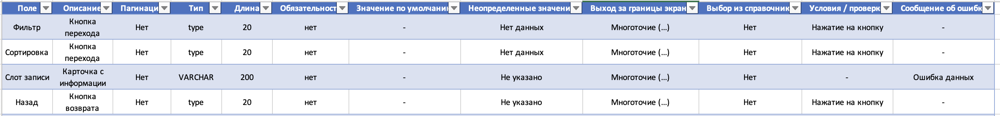 Поле Описание Пагинаци Тип Длина Обязательност Значение по умолчани Неопределенные значени Выход за границы экран Выбор из справочник Условия / проверк Сообщение об ошибк
Фильтр Кнопка перехода Нет type 20 нет - Нет данных Многоточие (...) Нет Нажатие на кнопку -
Сортировка Кнопка перехода Нет type 20 нет - Нет данных Многоточие (...) Нет Нажатие на кнопку -
Слот записи Карточка с информации Нет VARCHAR 200 нет - Не указано Многоточие (...) Нет - Ошибка данных
Назад Кнопка возврата Нет type 20 нет - Не указано Многоточие (...) Нет Нажатие на кнопку -